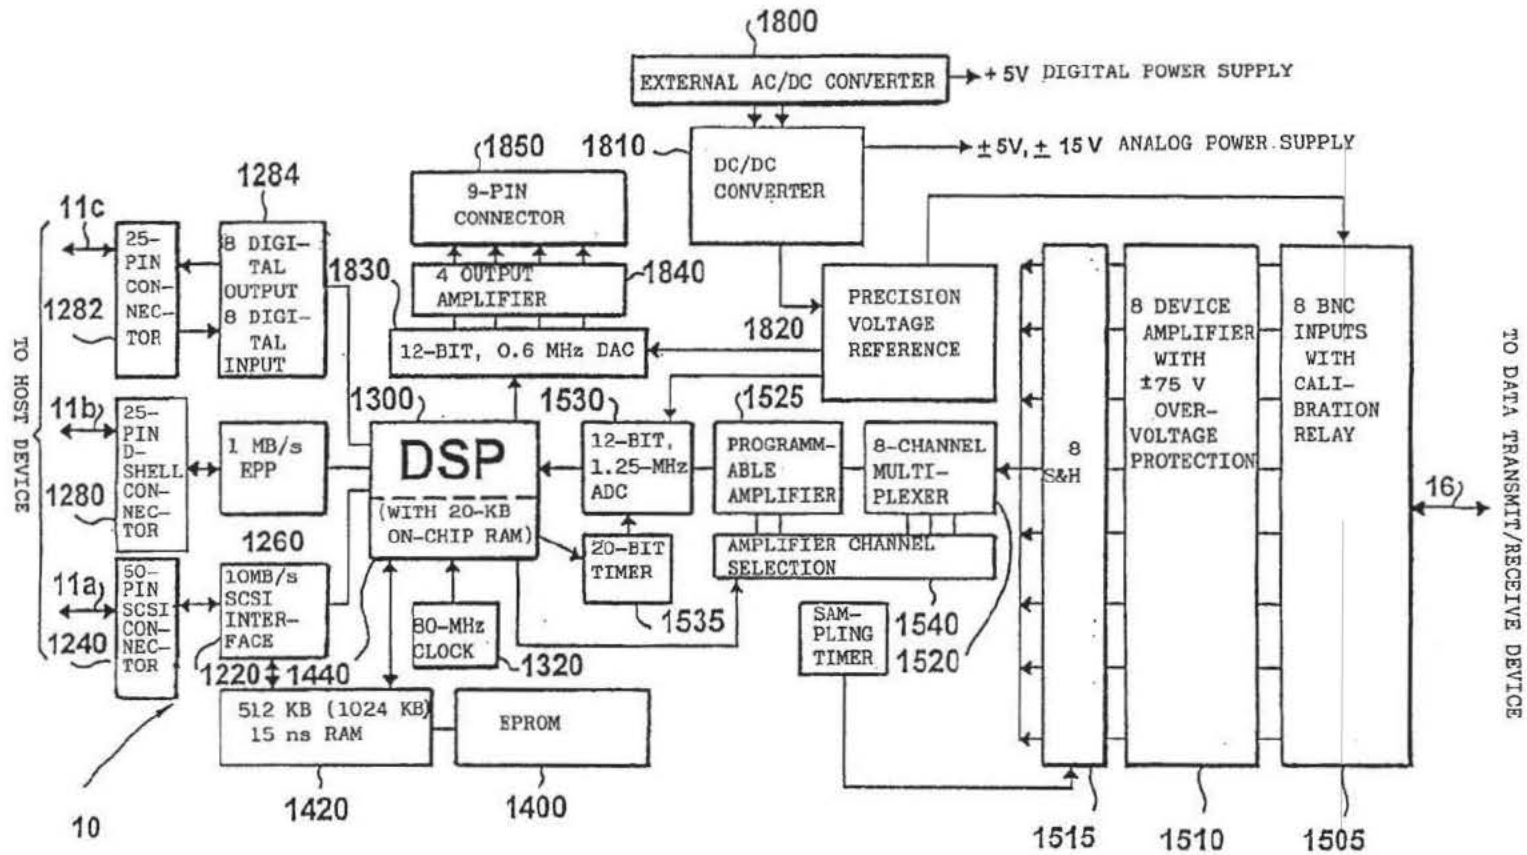 1800
EXTERNAL AC/DC CONVERTER
+5V DIGITAL POWER SUPPLY
1850
1810
DC/DC
CONVERTER
±5V, ± 15V ANALOG POWER SUPPLY
9-PIN
CONNECTOR
1284
11c
25-
PIN
CON-
NEC-
TOR
8 DIGI-
TAL
OUTPUT
8 DIGI-
TAL
INPUT
1282
1830
4 OUTPUT
AMPLIFIER
1840
12-BIT, 0.6 MHz DAC
1820
PRECISION
VOLTAGE
REFERENCE
8
S&H
8 DEVICE
AMPLIFIER
WITH
±75 V
OVER-
VOLTAGE
PROTECTION
8 BNC
INPUTS
WITH
CALI-
BRATION
RELAY
TO HOST DEVICE
TO DATA TRANSMIT/RECEIVE DEVICE
16
11b
25-
PIN
D-
SHELL
CON-
NEC-
TOR
1280
1 MB/s
EPP
1260
1300
DSP
(WITH 20-KB
ON-CHIP RAM)
1530
12-BIT,
1.25-MHz
ADC
1525
PROGRAMM-
ABLE
AMPLIFIER
8-CHANNEL
MULTI-
PLEXER
AMPLIFIER CHANNEL
SELECTION
20-BIT
TIMER
1535
11a
50-
PIN
SCSI
CON-
NEC-
TOR
1240
10MB/s
SCSI
INTER-
FACE
1220
1440
80-MHz
CLOCK
1320
SAM-
PLING
TIMER
1540
1520
512 KB (1024 KB)
15 ns RAM
EPROM
10
1420
1400
1515
1510
1505